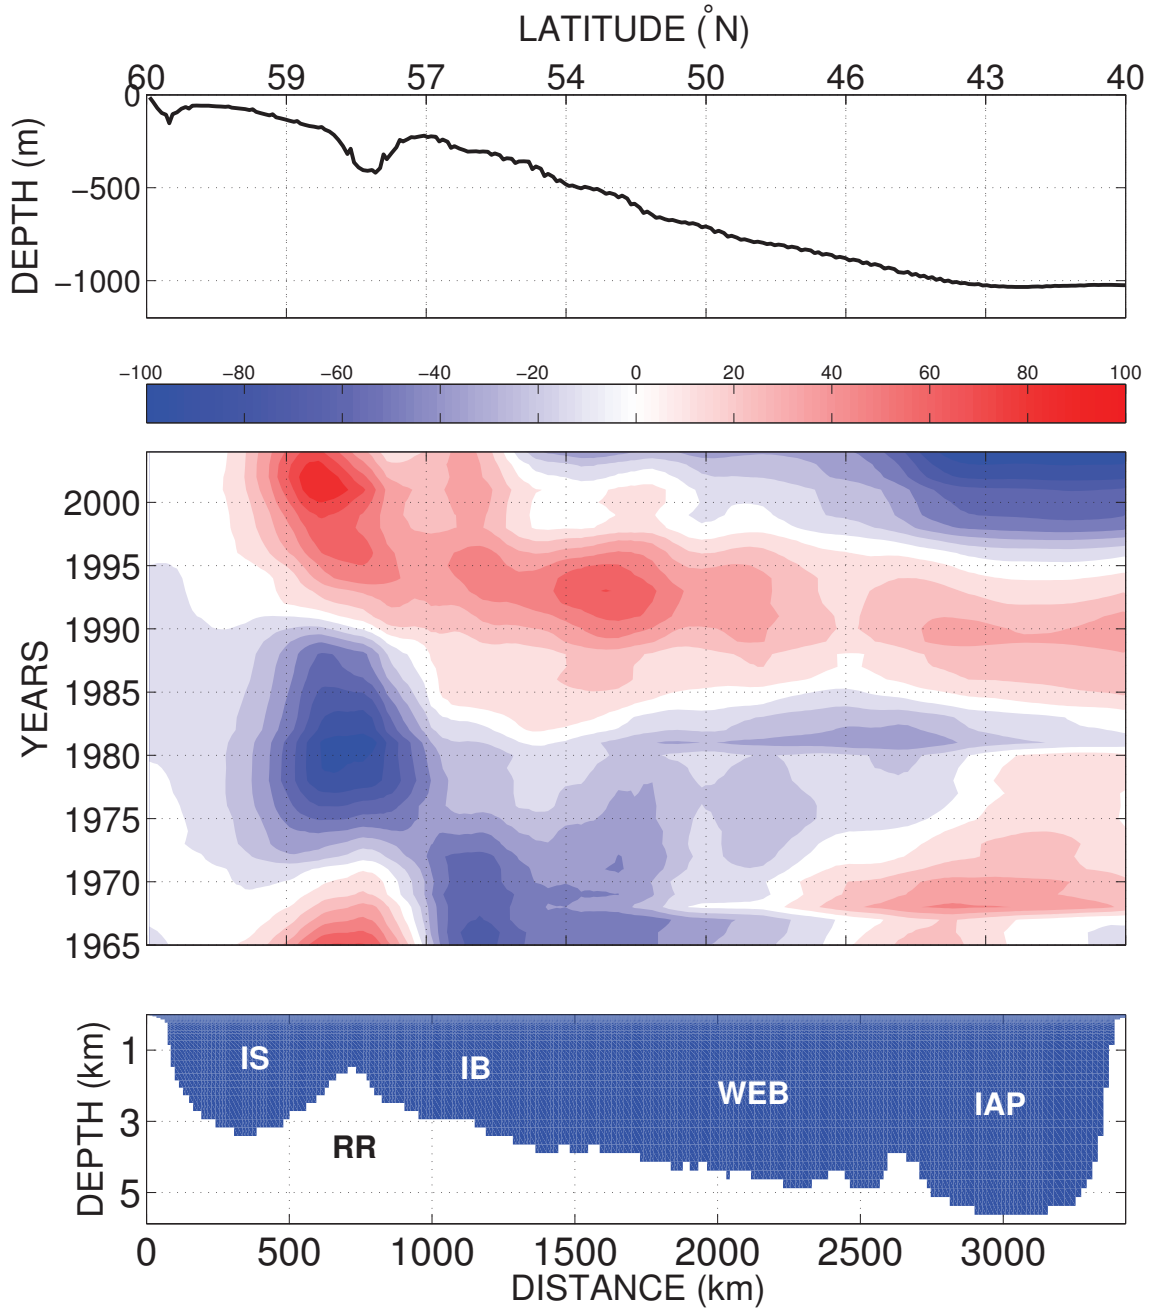 LATITUDE (°N)
60 59 57 54 50 46 43 40
0
−500
−1000
DEPTH (m)
−100 −80 −60 −40 −20 0 20 40 60 80 100
2000
1995
1990
1985
1980
1975
1970
1965
YEARS
IS IB WEB IAP
RR
1
3
5
DEPTH (km)
0 500 1000 1500 2000 2500 3000
DISTANCE (km)